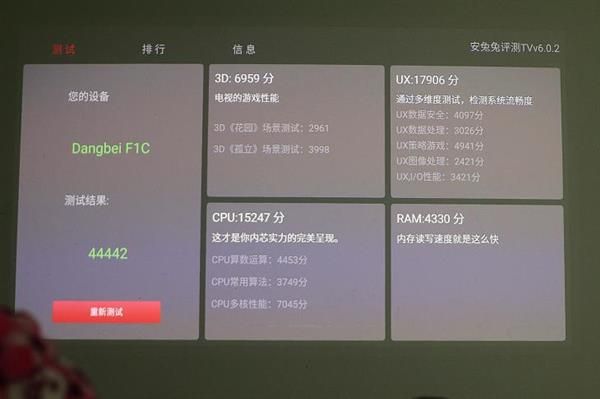 测试
排行
信息
安兔兔评测TVv6.0.2
您的设备
Dangbei F1C
测试结果:
44442
重新测试
3D: 6959 分
电视的游戏性能
3D《花园》场景测试：2961
3D《孤立》场景测试：3998
UX:17906 分
通过多维度测试，检测系统流畅度
UX数据安全：4097分
UX数据处理：3026分
UX策略游戏：4941分
UX图像处理：2421分
UX,I/O性能：3421分
CPU:15247 分
这才是你内芯实力的完美呈现。
CPU算数运算：4453分
CPU常用算法：3749分
CPU多核性能：7045分
RAM:4330 分
内存读写速度就是这么快